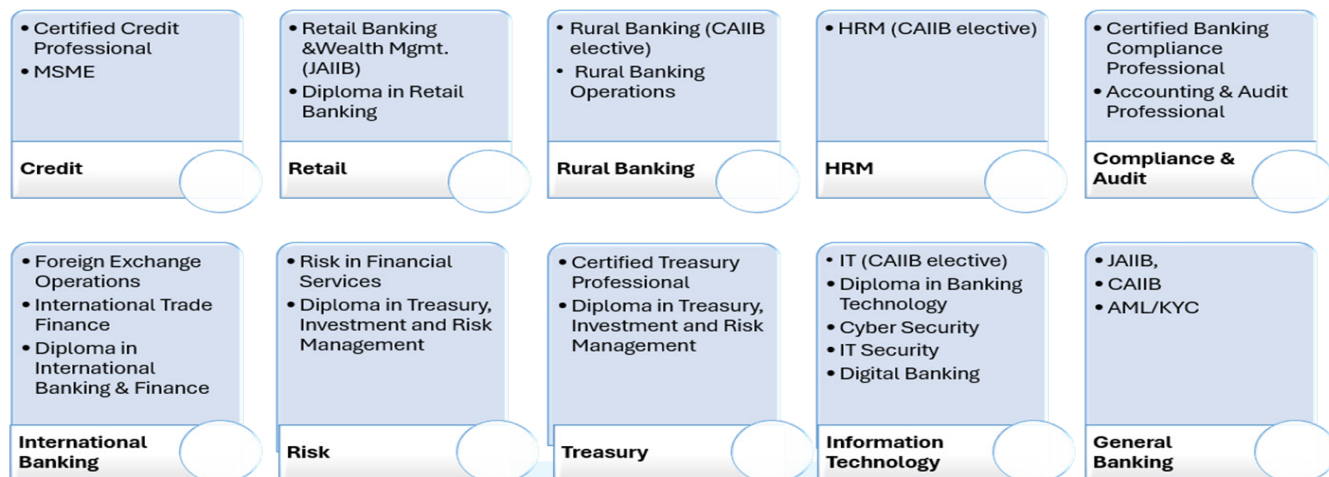 • Certified Credit
Professional
• MSME
Credit
• Retail Banking
&Wealth Mgmt.
(JAIIB)
• Diploma in Retail
Banking
Retail
• Rural Banking (CAIIB
elective)
• Rural Banking
Operations
Rural Banking
• HRM (CAIIB elective)
HRM
• Certified Banking
Compliance
Professional
• Accounting & Audit
Professional
Compliance &
Audit
• Foreign Exchange
Operations
• International Trade
Finance
• Diploma in
International
Banking & Finance
International
Banking
• Risk in Financial
Services
• Diploma in Treasury,
Investment and Risk
Management
Risk
• Certified Treasury
Professional
• Diploma in Treasury,
Investment and Risk
Management
Treasury
• IT (CAIIB elective)
• Diploma in Banking
Technology
• Cyber Security
• IT Security
• Digital Banking
Information
Technology
• JAIIB,
• CAIIB
• AML/KYC
General
Banking